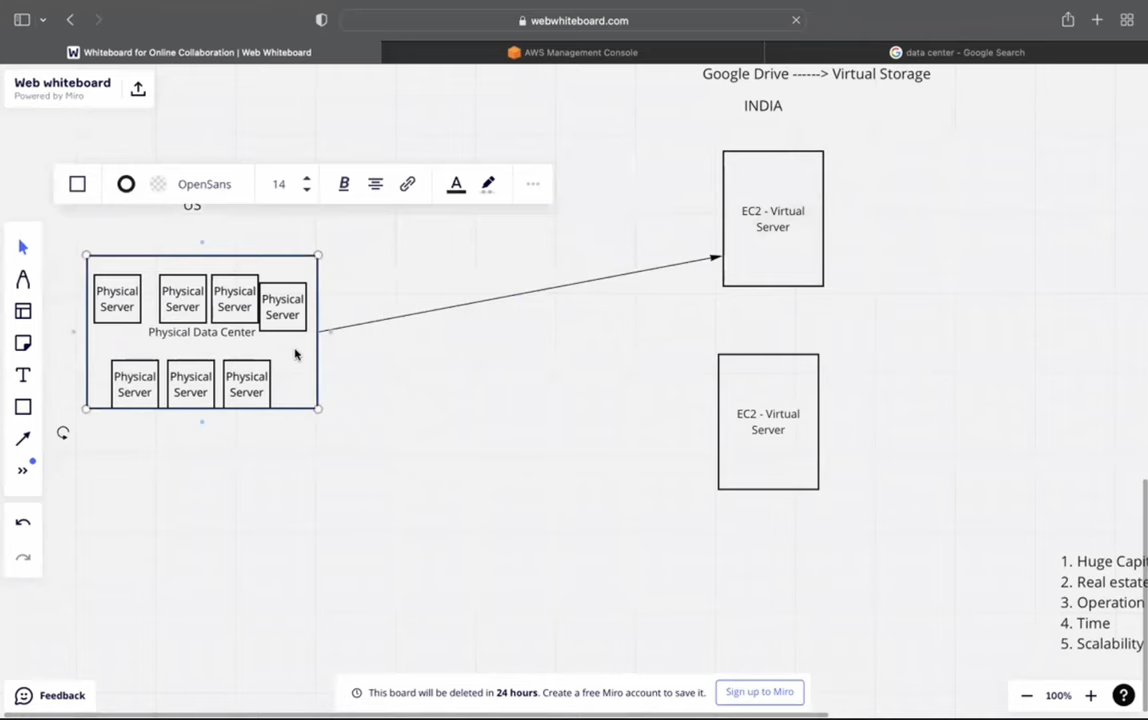 webwhiteboard.com
Whiteboard for Online Collaboration | Web Whiteboard
AWS Management Console
data center - Google Search
Web whiteboard
Powered by Miro
Google Drive ------> Virtual Storage
INDIA
OpenSans
14
B
A
US
EC2 - Virtual
Server
Physical
Server
Physical
Server
Physical
Server
Physical
Server
Physical Data Center
Physical
Server
Physical
Server
Physical
Server
EC2 - Virtual
Server
1. Huge Capi
2. Real estate
3. Operation
4. Time
5. Scalability
Feedback
This board will be deleted in 24 hours. Create a free Miro account to save it.
Sign up to Miro
100%